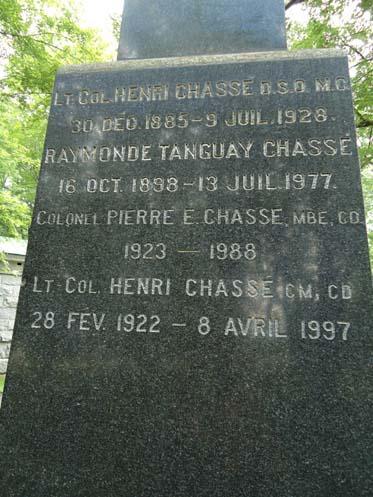 LT. COL. HENRI CHASSÉ D.S.O. M.C.
30 DÉC. 1885-9 JUIL. 1928.
RAYMONDE TANGUAY CHASSÉ
16 OCT. 1898-13 JUIL. 1977.
COLONEL PIERRE E. CHASSÉ, MBE, CD
1923 — 1988
LT COL. HENRI CHASSÉ CM, CD
28 FÉV. 1922 — 8 AVRIL 1997